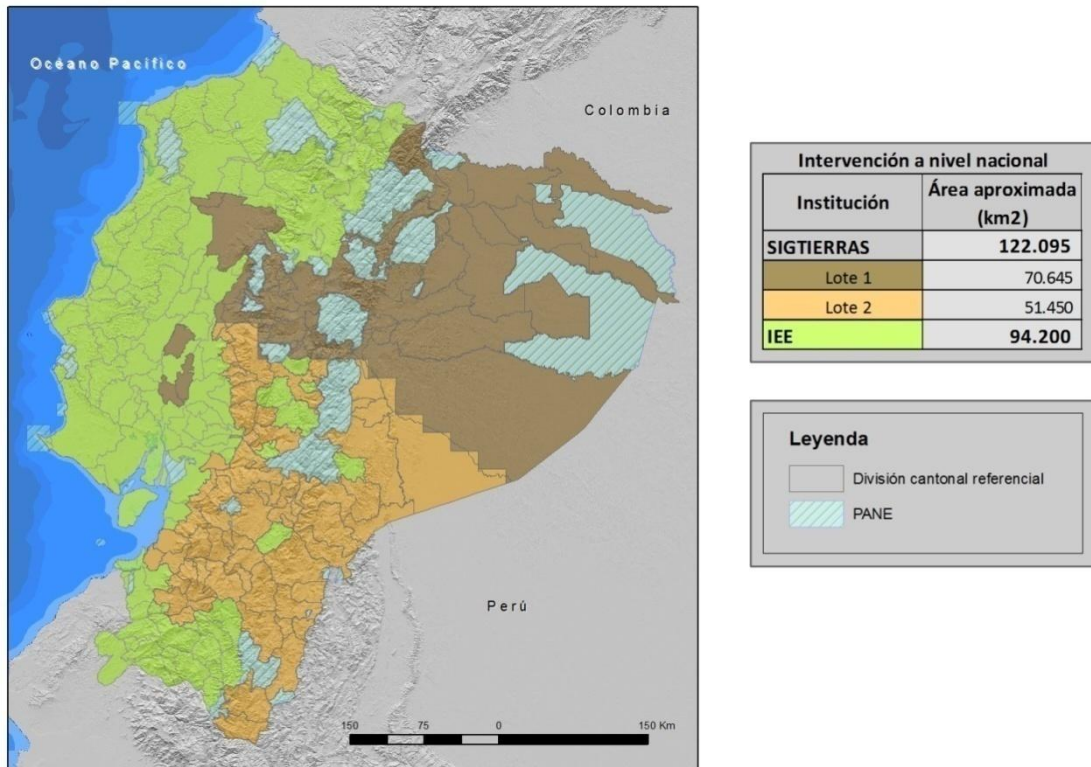 Océano Pacífico
Colombia
Perú
150 75 0 150 Km
Intervención a nivel nacional
Institución Área aproximada
(km2)
SIGTIERRAS 122.095
Lote 1 70.645
Lote 2 51.450
IEE 94.200
Leyenda
División cantonal referencial
PANE